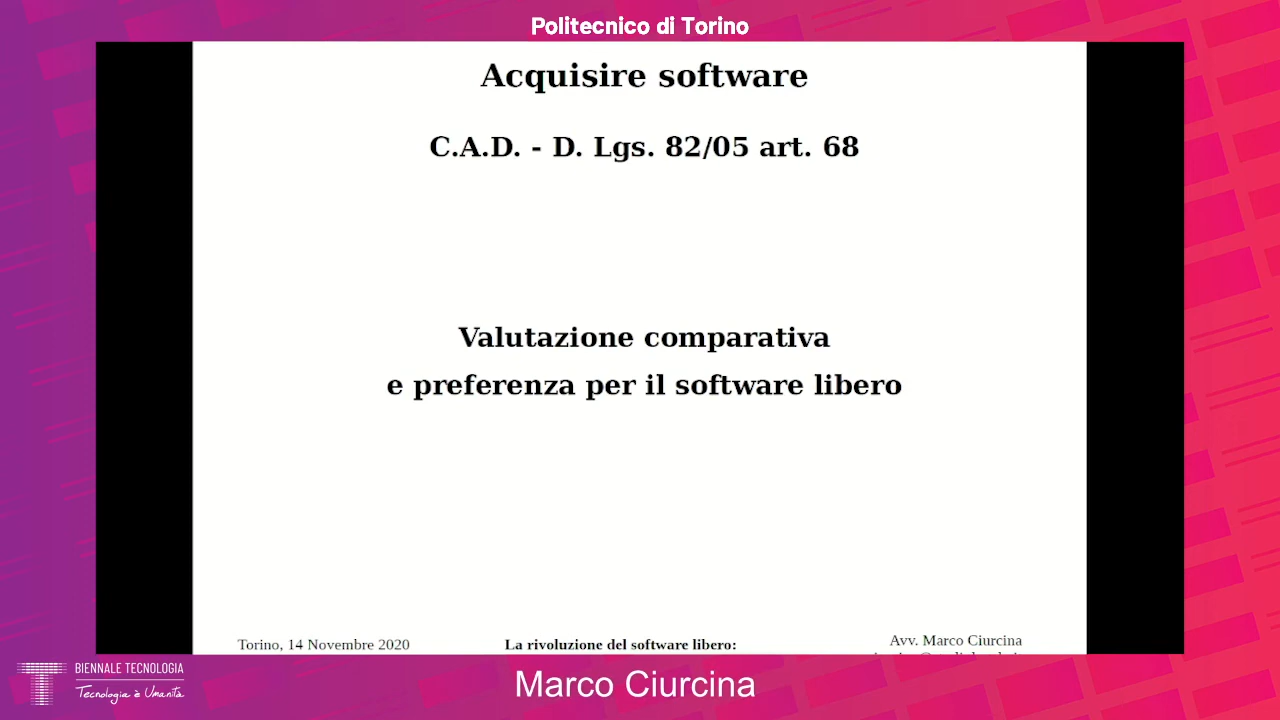 Politecnico di Torino
Acquisire software
C.A.D. - D. Lgs. 82/05 art. 68
Valutazione comparativa
e preferenza per il software libero
Torino, 14 Novembre 2020
La rivoluzione del software libero:
Avv. Marco Ciurcina
BIENNALE TECNOLOGIA
Tecnologia è Umanità
Marco Ciurcina